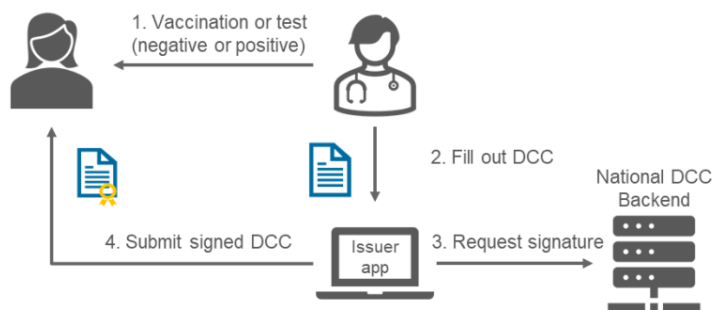 1. Vaccination or test
(negative or positive)
2. Fill out DCC
National DCC
Backend
4. Submit signed DCC
Issuer
app
3. Request signature